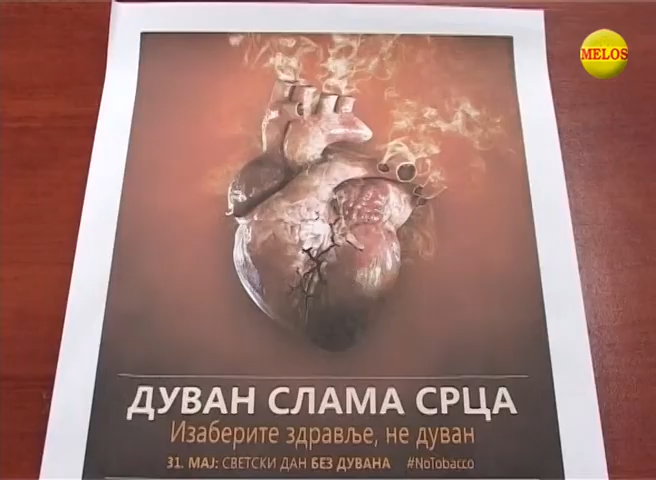 MELOS
ДУВАН СЛАМА СРЦА
Изаберите здравље, не дуван
31. МАЈ: СВЕТСКИ ДАН БЕЗ ДУВАНА #NoTobacco